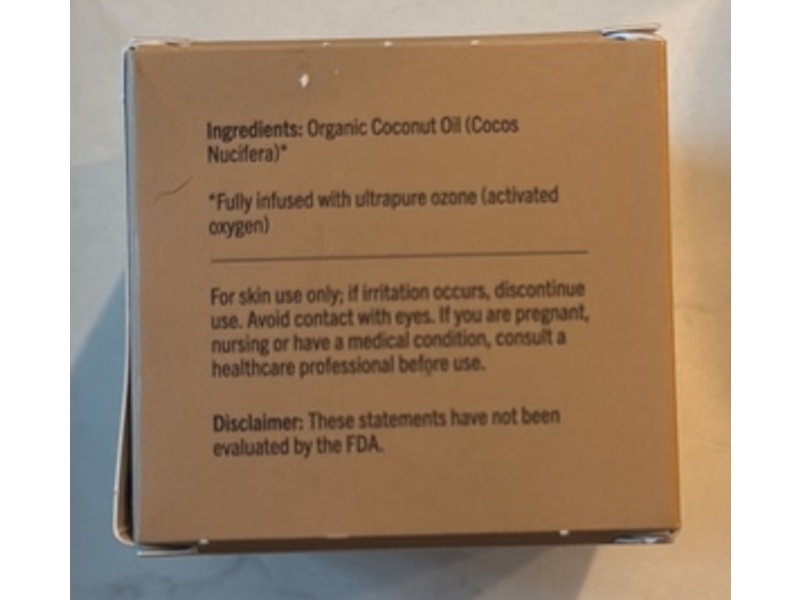 Ingredients: Organic Coconut Oil (Cocos
Nucifera)*
*Fully infused with ultrapure ozone (activated
oxygen)
For skin use only; if irritation occurs, discontinue
use. Avoid contact with eyes. If you are pregnant,
nursing or have a medical condition, consult a
healthcare professional before use.
Disclaimer: These statements have not been
evaluated by the FDA.